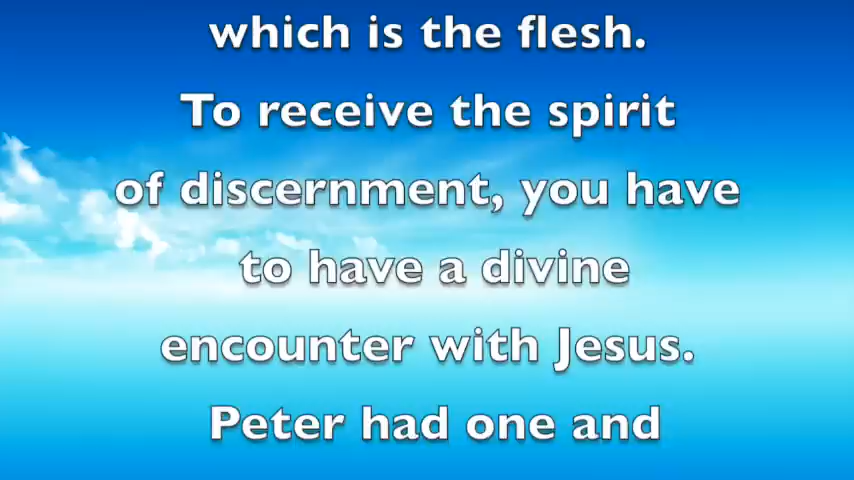 which is the flesh.
To receive the spirit
of discernment, you have
to have a divine
encounter with Jesus.
Peter had one and